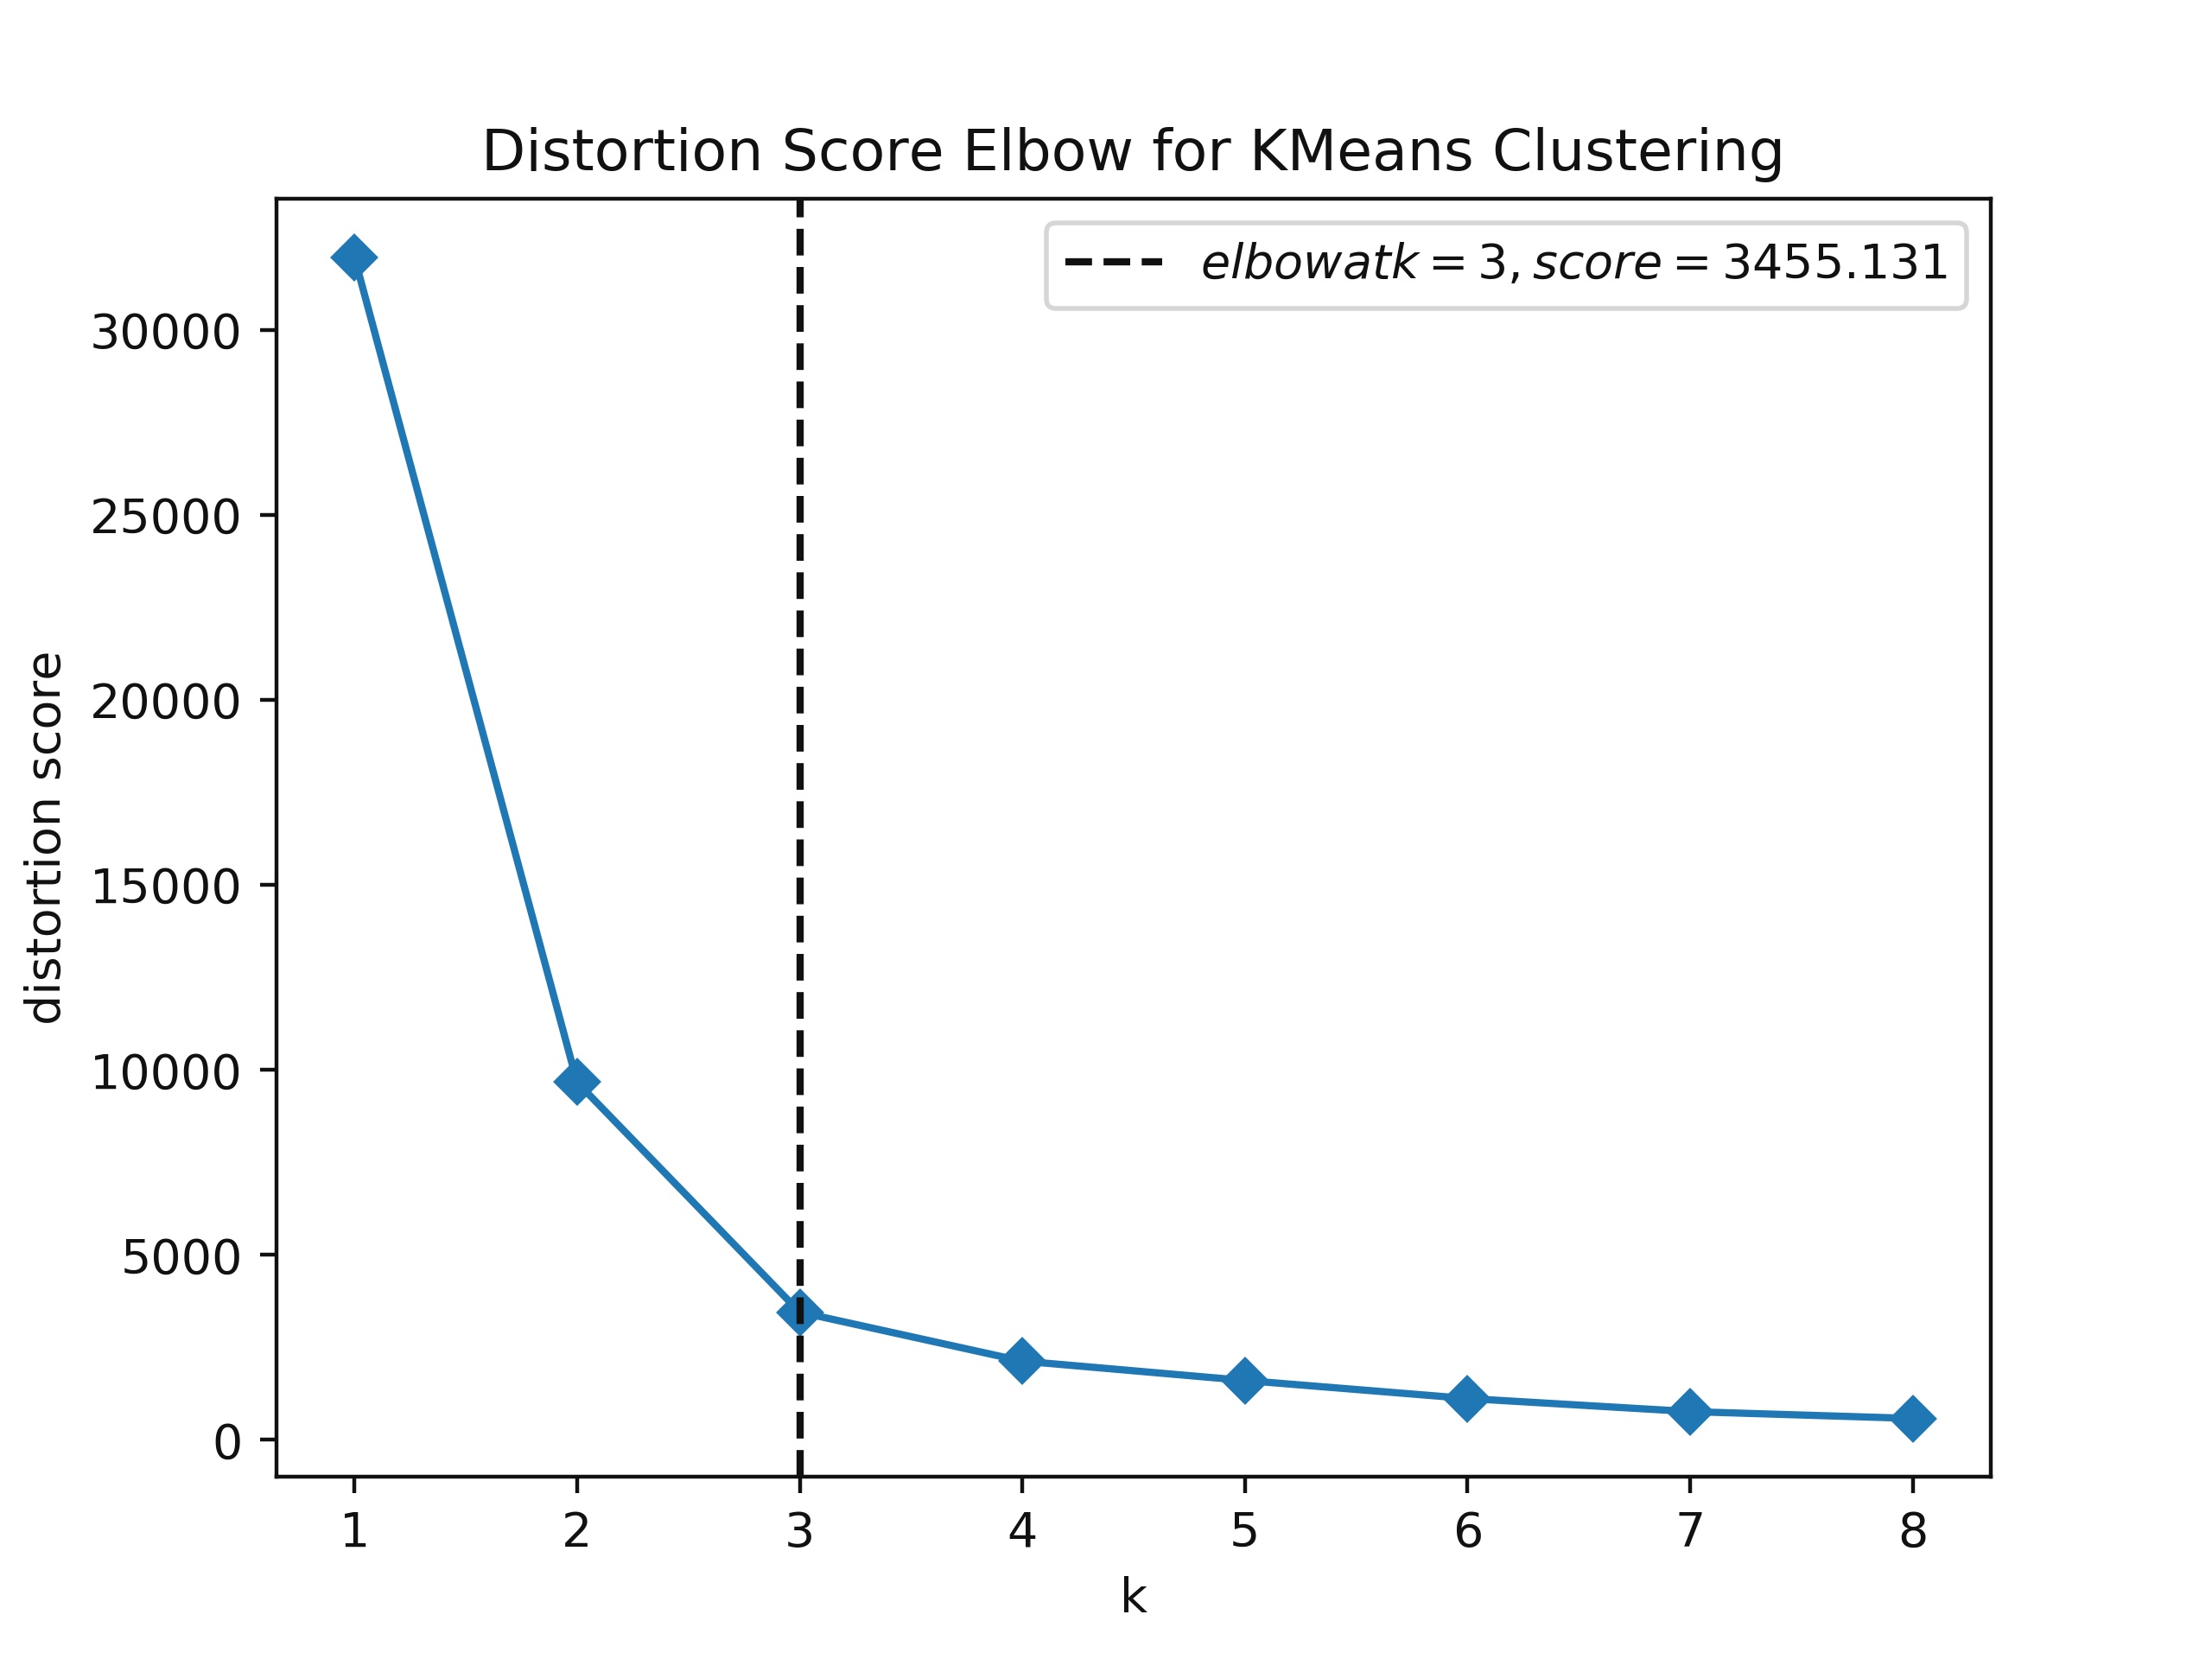 Distortion Score Elbow for KMeans Clustering
elbowatk = 3, score = 3455.131
30000
25000
20000
15000
10000
5000
0
distortion score
1 2 3 4 5 6 7 8
k